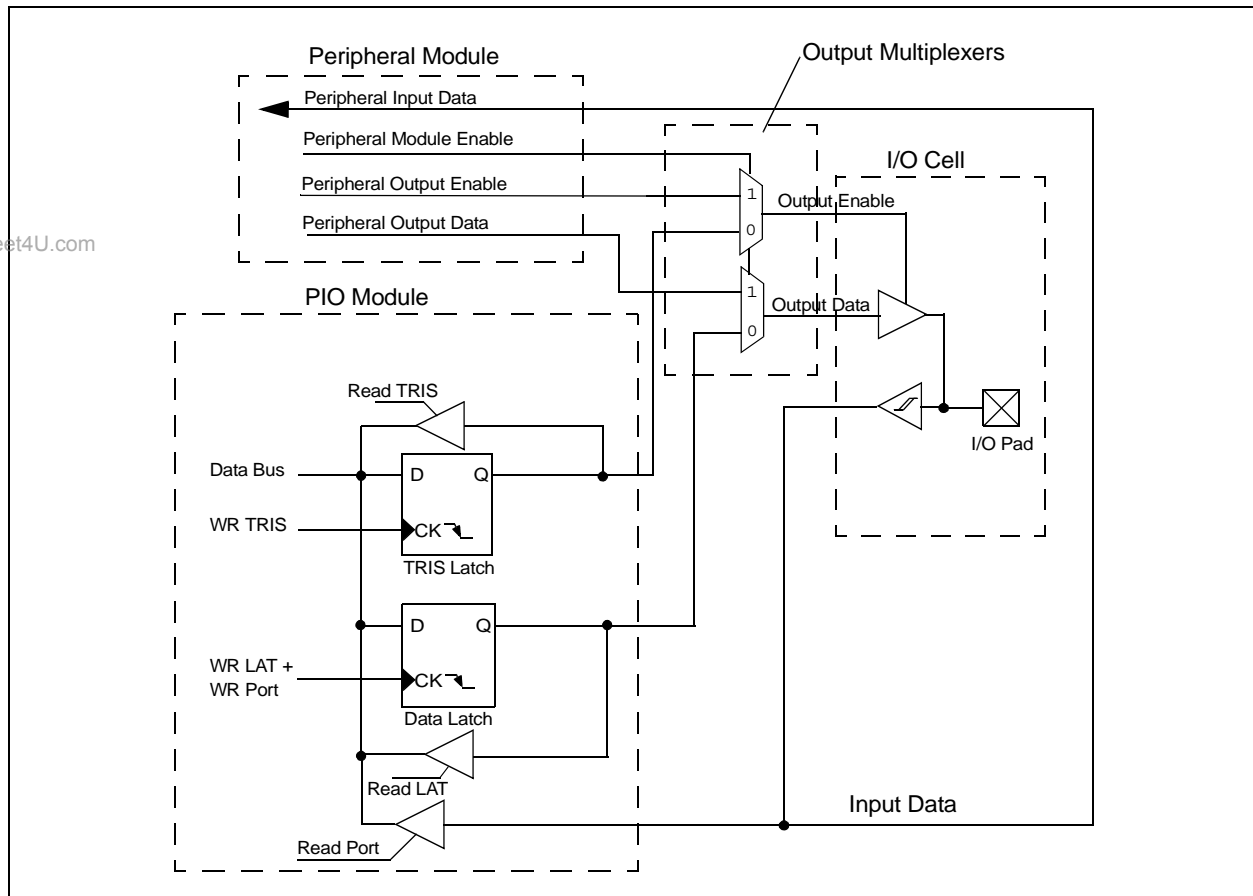 Peripheral Module
Output Multiplexers
Peripheral Input Data
Peripheral Module Enable
I/O Cell
Peripheral Output Enable
1
Output Enable
Peripheral Output Data
0
eet4U.com
1
PIO Module
Output Data
0
Read TRIS
I/O Pad
Data Bus
D
Q
WR TRIS
CK
TRIS Latch
D
Q
WR LAT +
WR Port
CK
Data Latch
Read LAT
Input Data
Read Port